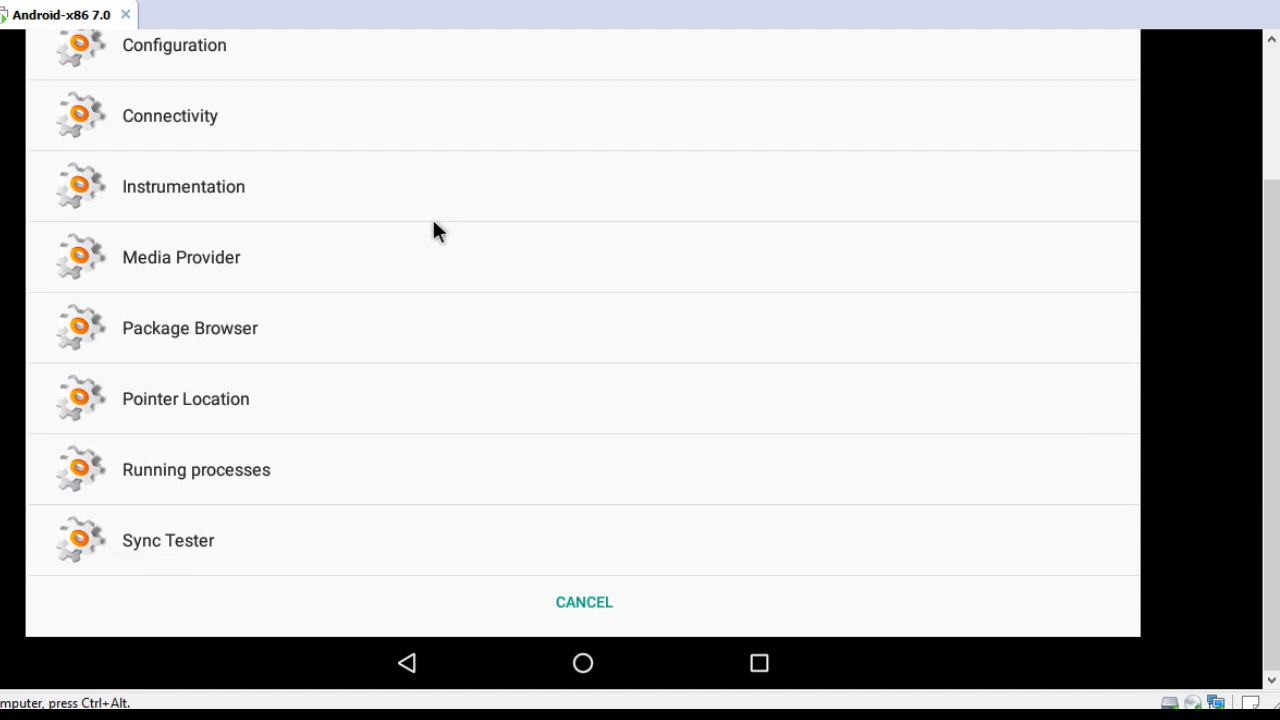 Android-x86 7.0
Configuration
Connectivity
Instrumentation
Media Provider
Package Browser
Pointer Location
Running processes
Sync Tester
CANCEL
mputer, press Ctrl+Alt.